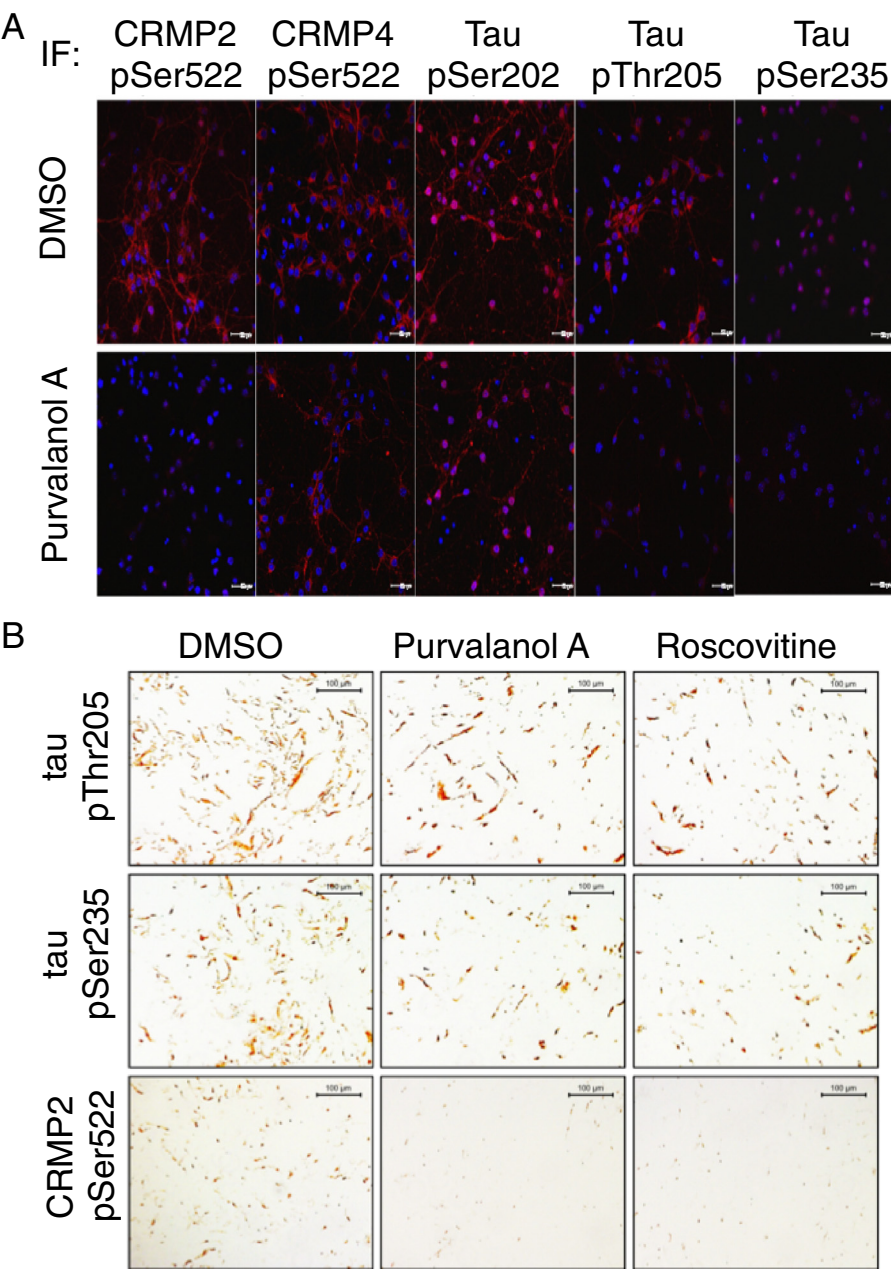 A
IF:
CRMP2 pSer522
CRMP4 pSer522
Tau pSer202
Tau pThr205
Tau pSer235
DMSO
Purvalanol A
B
DMSO
Purvalanol A
Roscovitine
tau pThr205
100 µm
100 µm
100 µm
tau pSer235
100 µm
100 µm
100 µm
CRMP2 pSer522
100 µm
100 µm
100 µm